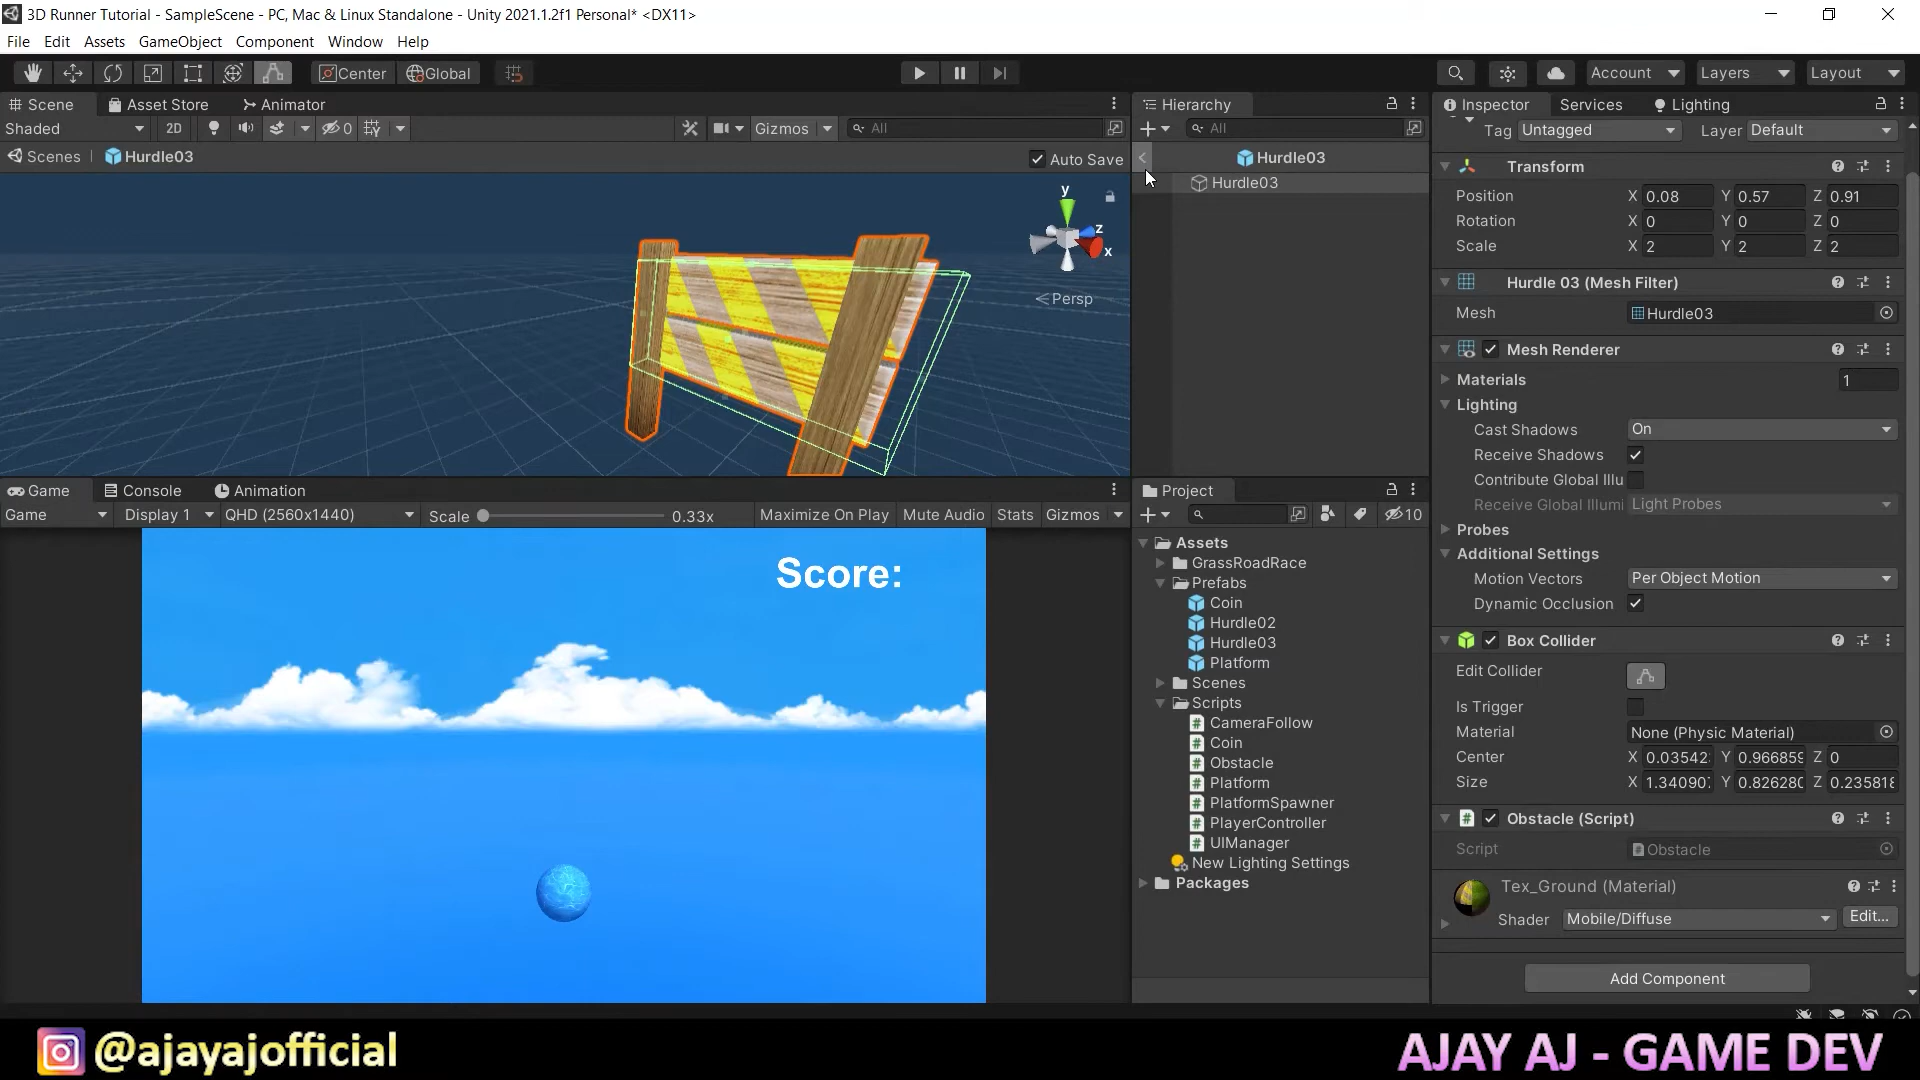 3D Runner Tutorial - SampleScene - PC, Mac & Linux Standalone - Unity 2021.1.2f1 Personal* <DX11>
File Edit Assets GameObject Component Window Help
Center Global
Account Layers Layout
Scene Asset Store Animator
Shaded 2D 0 Gizmos All
Scenes Hurdle03 Auto Save
y
z
x
Persp
Hierarchy
All
Hurdle03
Hurdle03
Inspector Services Lighting
Tag Untagged Layer Default
Transform
Position X 0.08 Y 0.57 Z 0.91
Rotation X 0 Y 0 Z 0
Scale X 2 Y 2 Z 2
Hurdle 03 (Mesh Filter)
Mesh Hurdle03
Mesh Renderer
Materials 1
Lighting
Cast Shadows On
Receive Shadows
Contribute Global Illu
Receive Global Illumi Light Probes
Probes
Additional Settings
Motion Vectors Per Object Motion
Dynamic Occlusion
Box Collider
Edit Collider
Is Trigger
Material None (Physic Material)
Center X 0.03542 Y 0.966859 Z 0
Size X 1.34090 Y 0.826280 Z 0.235818
Obstacle (Script)
Script Obstacle
Tex_Ground (Material)
Shader Mobile/Diffuse Edit...
Add Component
Game Console Animation
Game Display 1 QHD (2560x1440) Scale 0.33x Maximize On Play Mute Audio Stats Gizmos
Score:
Project
10
Assets
GrassRoadRace
Prefabs
Coin
Hurdle02
Hurdle03
Platform
Scenes
Scripts
CameraFollow
Coin
Obstacle
Platform
PlatformSpawner
PlayerController
UIManager
New Lighting Settings
Packages
@ajayajofficial
AJAY AJ - GAME DEV